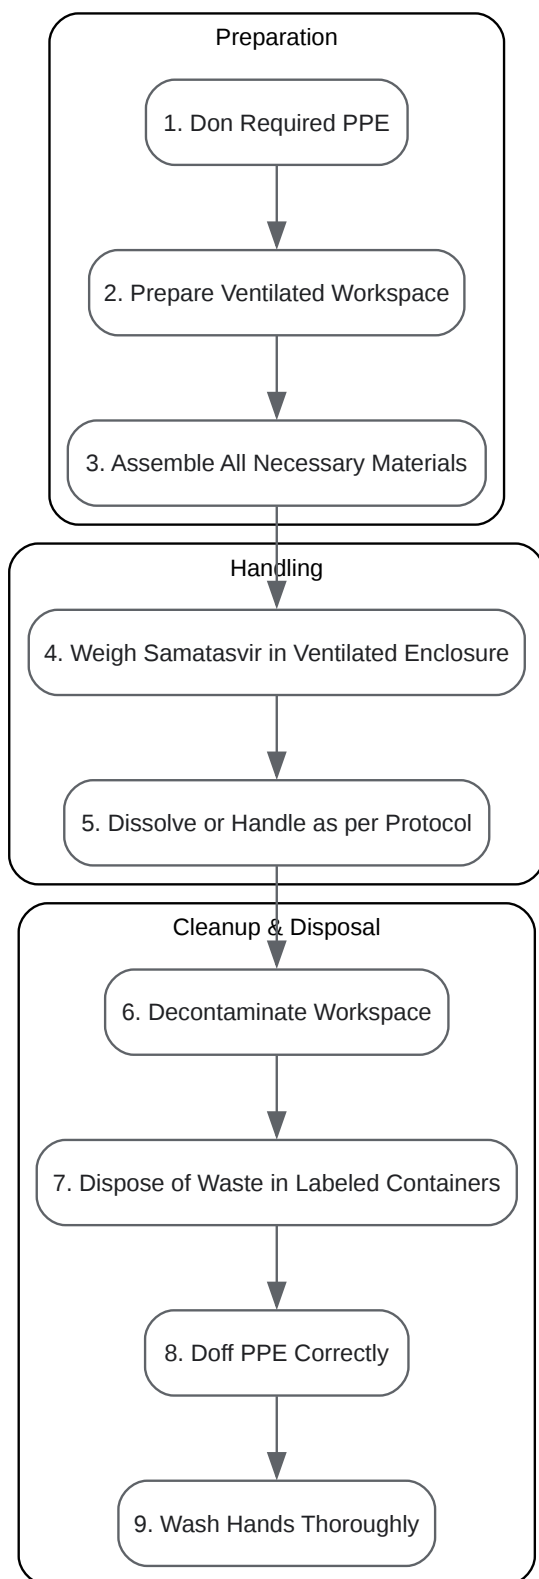 Preparation
1. Don Required PPE
2. Prepare Ventilated Workspace
3. Assemble All Necessary Materials
Handling
4. Weigh Samatasvir in Ventilated Enclosure
5. Dissolve or Handle as per Protocol
Cleanup & Disposal
6. Decontaminate Workspace
7. Dispose of Waste in Labeled Containers
8. Doff PPE Correctly
9. Wash Hands Thoroughly